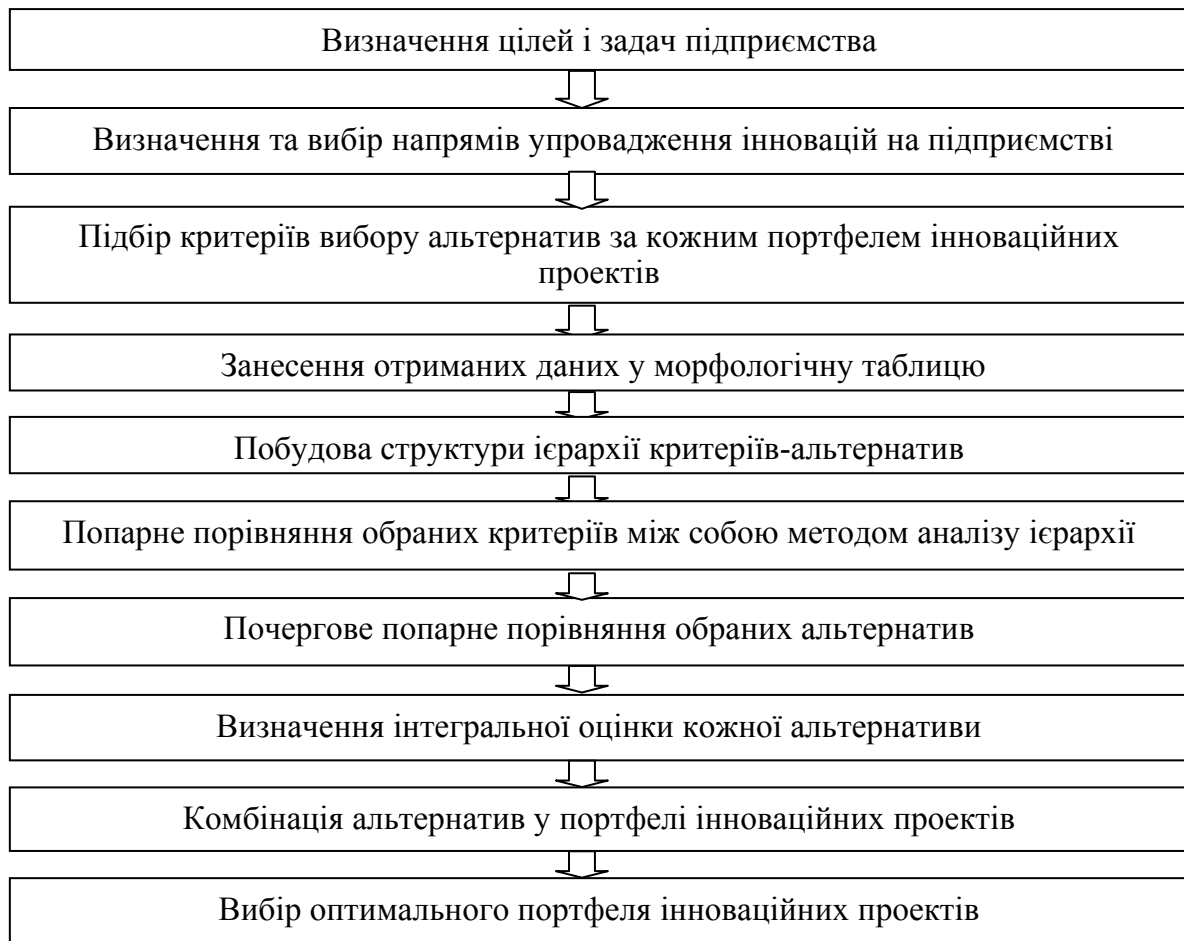 Визначення цілей і задач підприємства
Визначення та вибір напрямів упровадження інновацій на підприємстві
Підбір критеріїв вибору альтернатив за кожним портфелем інноваційних
проектів
Занесення отриманих даних у морфологічну таблицю
Побудова структури ієрархії критеріїв-альтернатив
Попарне порівняння обраних критеріїв між собою методом аналізу ієрархії
Почергове попарне порівняння обраних альтернатив
Визначення інтегральної оцінки кожної альтернативи
Комбінація альтернатив у портфелі інноваційних проектів
Вибір оптимального портфеля інноваційних проектів